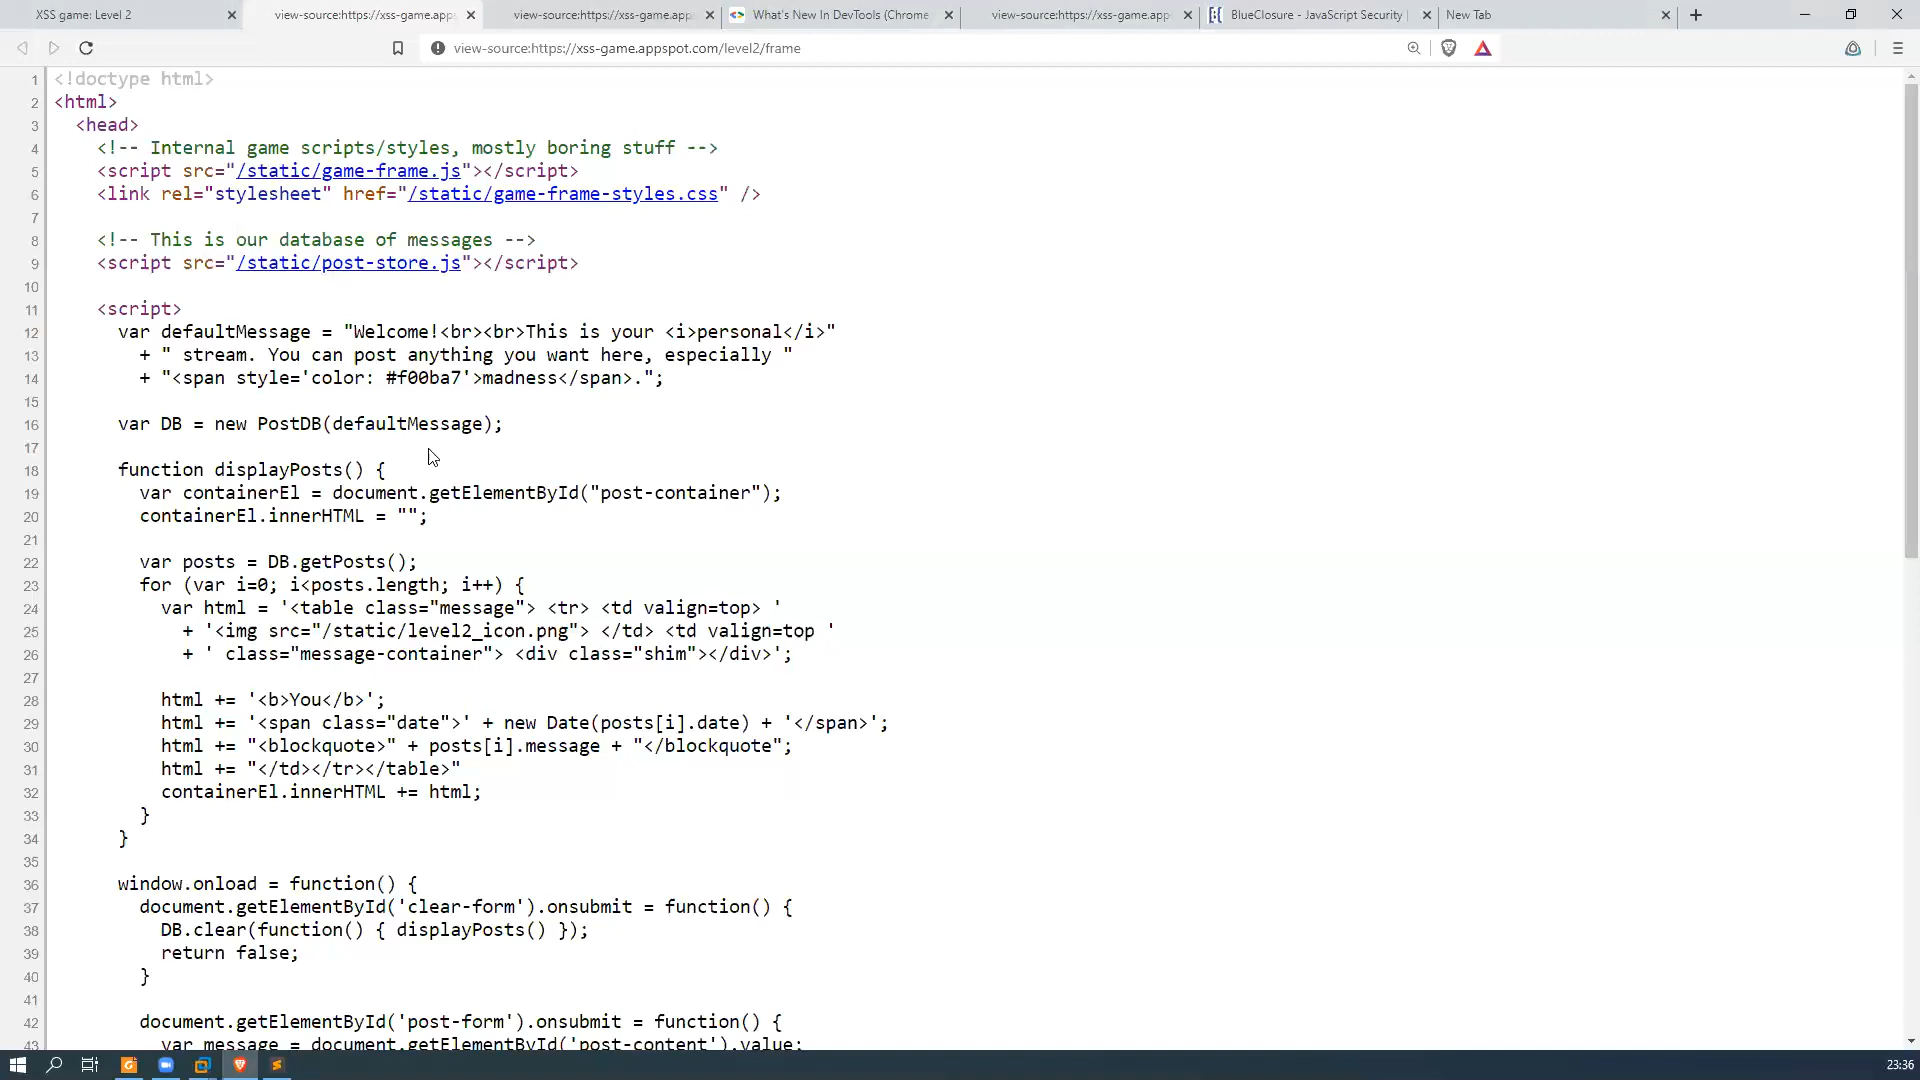 XSS game: Level 2
view-source:https://xss-game.apps
view-source:https://xss-game.apps
What's New In DevTools (Chrome
view-source:https://xss-game.app
BlueClosure - JavaScript Security
New Tab
view-source:https://xss-game.appspot.com/level2/frame
1 <!doctype html>
2 <html>
3 <head>
4 <!-- Internal game scripts/styles, mostly boring stuff -->
5 <script src="/static/game-frame.js"></script>
6 <link rel="stylesheet" href="/static/game-frame-styles.css" />
7
8 <!-- This is our database of messages -->
9 <script src="/static/post-store.js"></script>
10
11 <script>
12 var defaultMessage = "Welcome!<br><br>This is your <i>personal</i>"
13 + " stream. You can post anything you want here, especially "
14 + "<span style='color: #f00ba7'>madness</span>.";
15
16 var DB = new PostDB(defaultMessage);
17
18 function displayPosts() {
19 var containerEl = document.getElementById("post-container");
20 containerEl.innerHTML = "";
21
22 var posts = DB.getPosts();
23 for (var i=0; i<posts.length; i++) {
24 var html = '<table class="message"> <tr> <td valign=top> '
25 + '<img src="/static/level2_icon.png"> </td> <td valign=top '
26 + ' class="message-container"> <div class="shim"></div>';
27
28 html += '<b>You</b>';
29 html += '<span class="date">' + new Date(posts[i].date) + '</span>';
30 html += "<blockquote>" + posts[i].message + "</blockquote";
31 html += "</td></tr></table>"
32 containerEl.innerHTML += html;
33 }
34 }
35
36 window.onload = function() {
37 document.getElementById('clear-form').onsubmit = function() {
38 DB.clear(function() { displayPosts() });
39 return false;
40 }
41
42 document.getElementById('post-form').onsubmit = function() {
43 var message = document.getElementById('post-content').value;
23:36